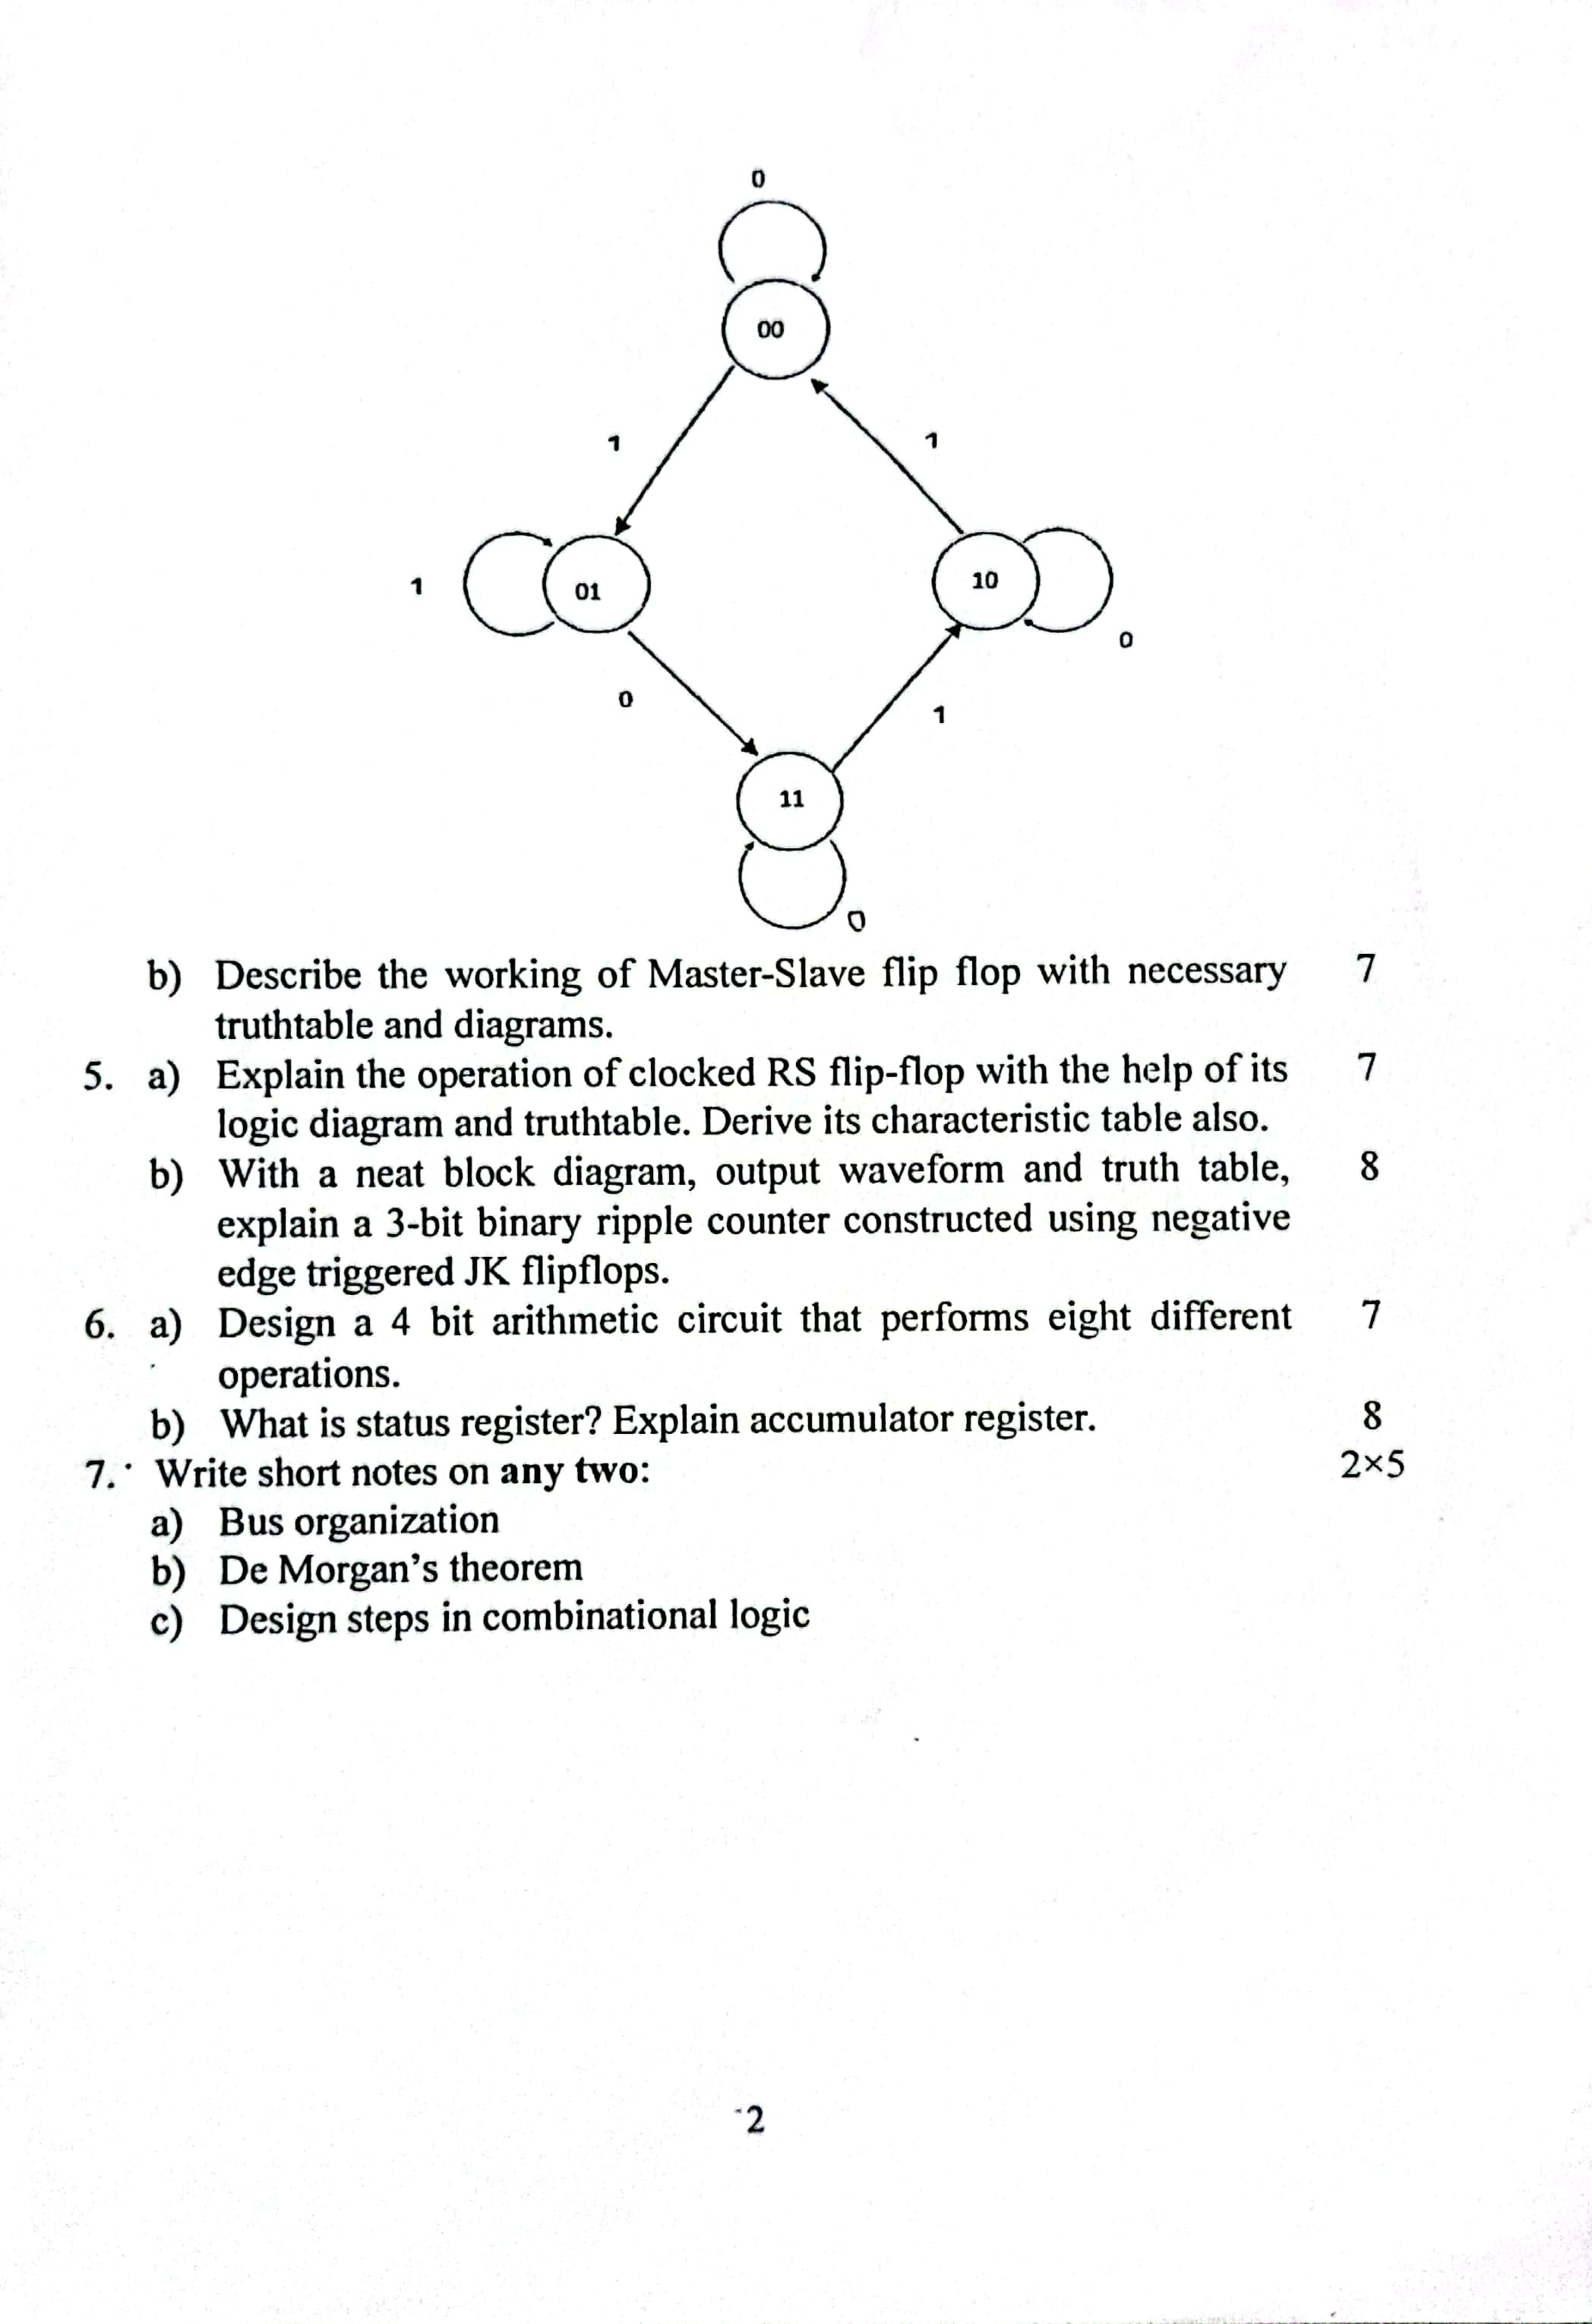 0
00
1
1
1
01
10
0
0
1
11
0
b) Describe the working of Master-Slave flip flop with necessary 7
truthtable and diagrams.
5. a) Explain the operation of clocked RS flip-flop with the help of its 7
logic diagram and truthtable. Derive its characteristic table also.
b) With a neat block diagram, output waveform and truth table, 8
explain a 3-bit binary ripple counter constructed using negative
edge triggered JK flipflops.
6. a) Design a 4 bit arithmetic circuit that performs eight different 7
operations.
b) What is status register? Explain accumulator register. 8
7. Write short notes on any two: 2×5
a) Bus organization
b) De Morgan's theorem
c) Design steps in combinational logic
2